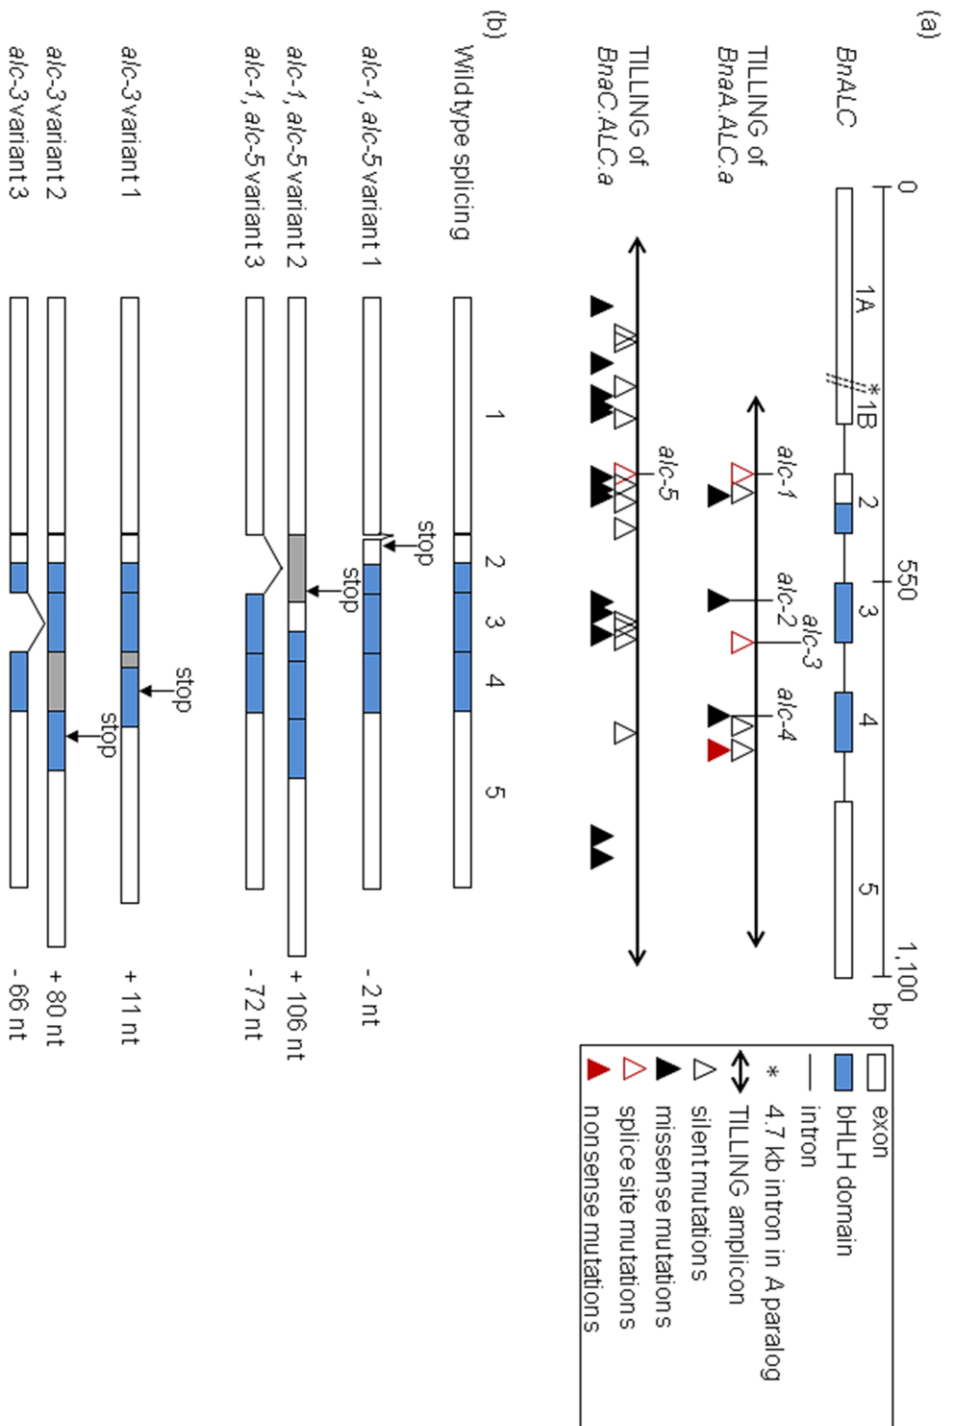 (a)
0
550
1,100
bp
BnALC
1A
*
1B
2
3
4
5
TILLING of
BnaA.ALC.a
alc-1
alc-2
alc-3
alc-4
TILLING of
BnaC.ALC.a
alc-5
exon
bHLH domain
intron
* 4.7 kb intron in A paralog
TILLING amplicon
silent mutations
missense mutations
splice site mutations
nonsense mutations
(b)
1
2
3
4
5
Wildtype splicing
stop
alc-1, alc-5 variant 1
- 2 nt
stop
alc-1, alc-5 variant 2
+ 106 nt
alc-1, alc-5 variant 3
- 72 nt
stop
alc-3 variant 1
+ 11 nt
stop
alc-3 variant 2
+ 80 nt
alc-3 variant 3
- 66 nt